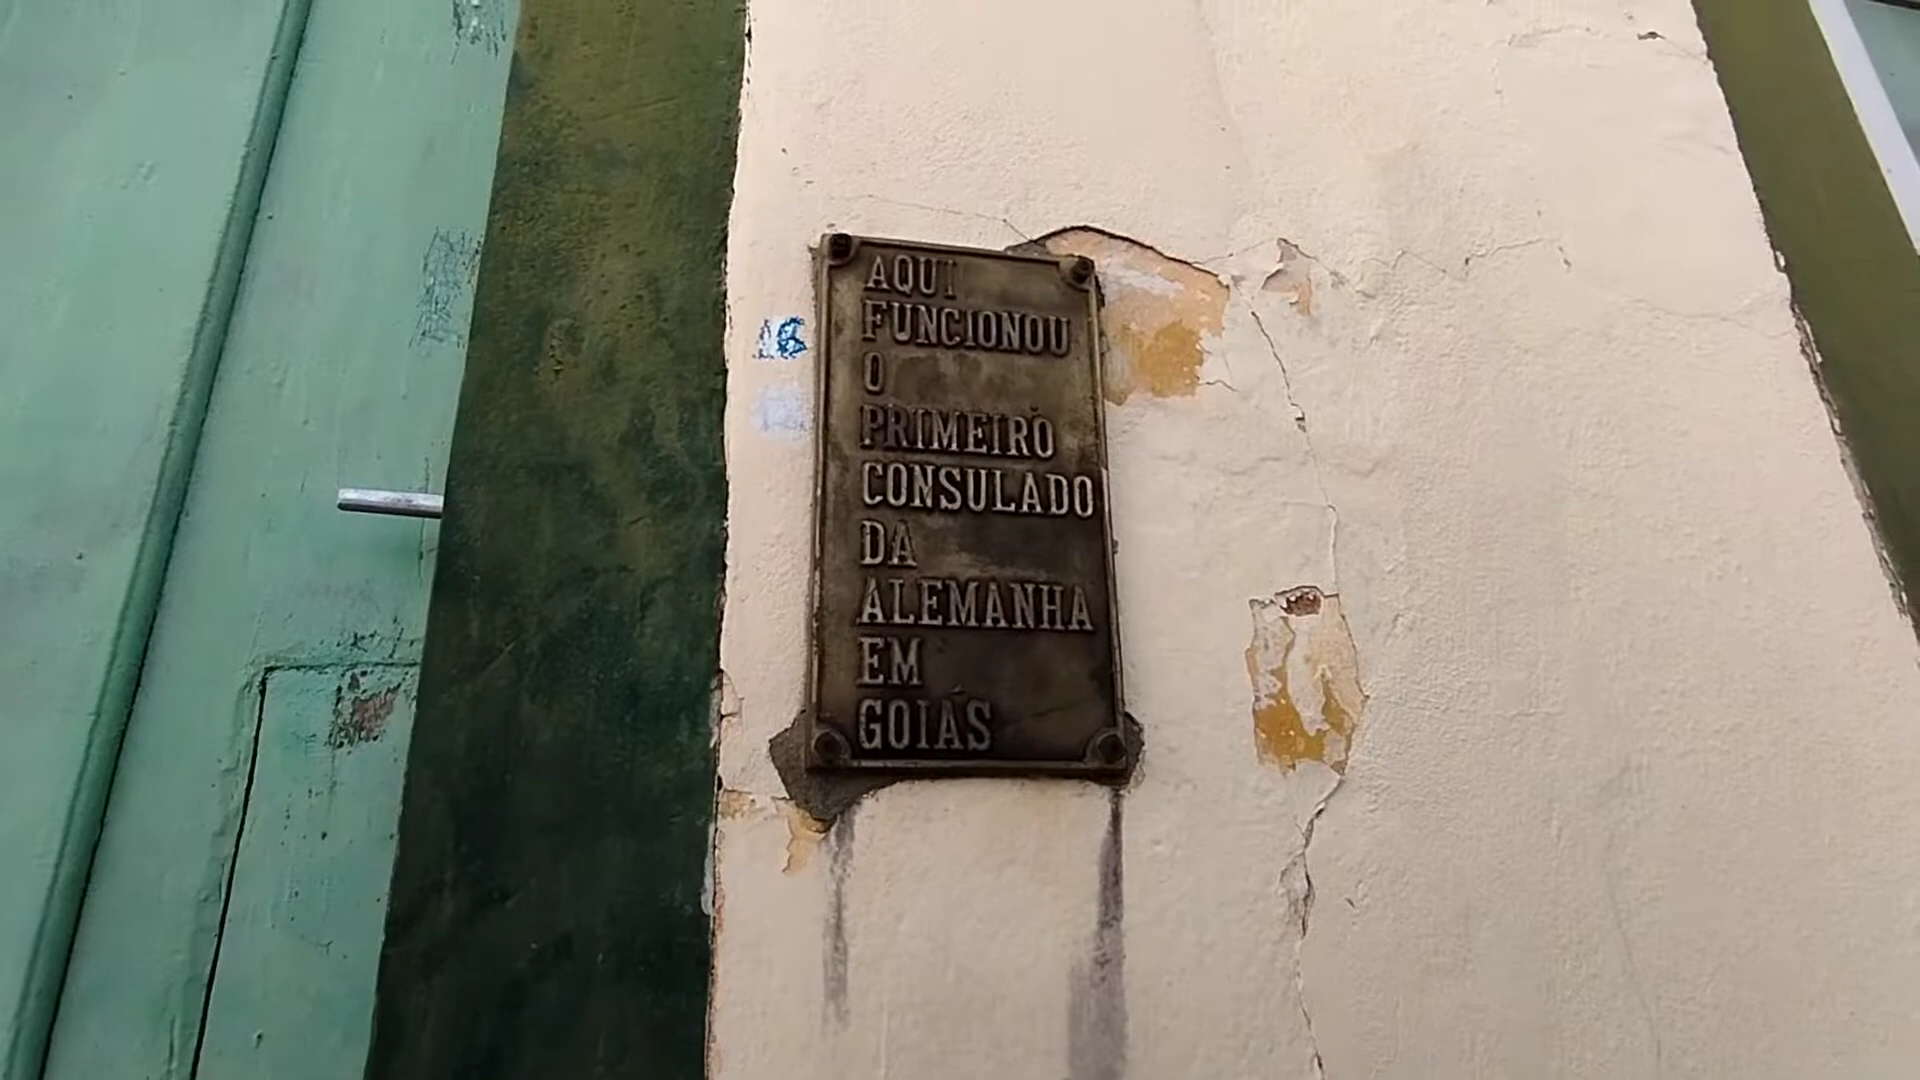 AQUI
FUNCIONOU
O
PRIMEIRO
CONSULADO
DA
ALEMANHA
EM
GOIÁS